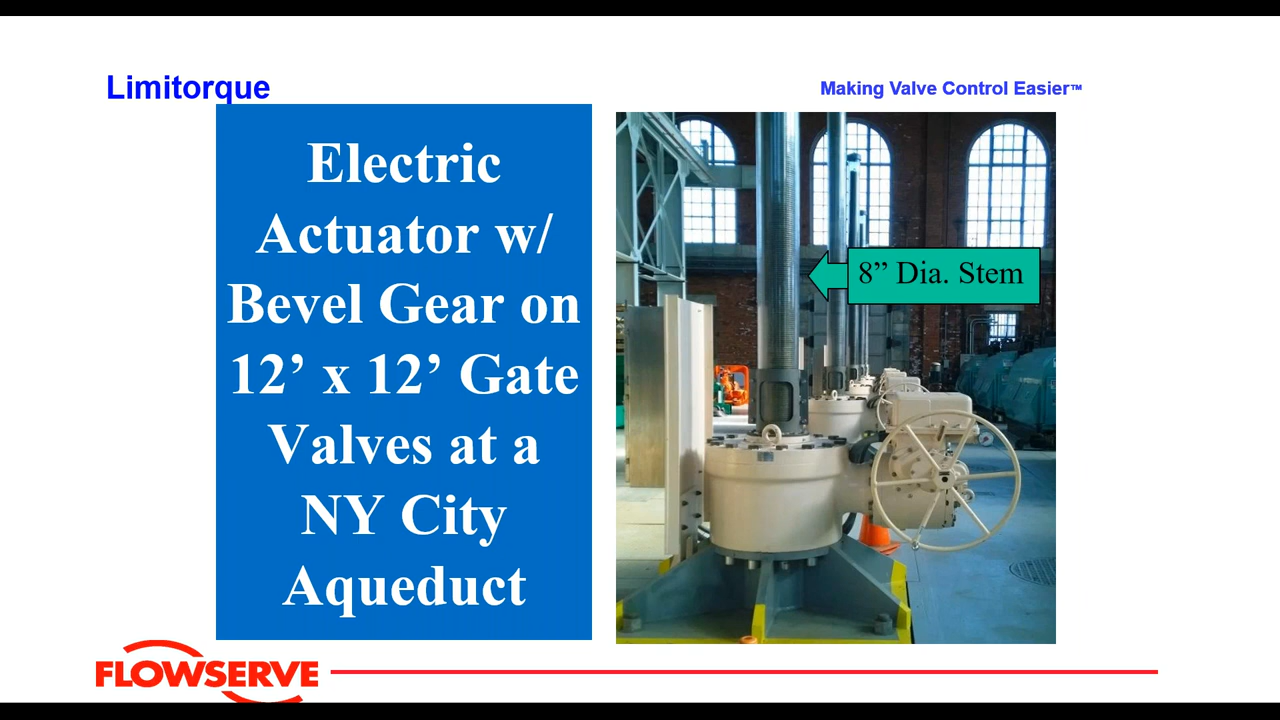 Limitorque
Making Valve Control Easier™
Electric
Actuator w/
Bevel Gear on
12’ x 12’ Gate
Valves at a
NY City
Aqueduct
8” Dia. Stem
FLOWSERVE